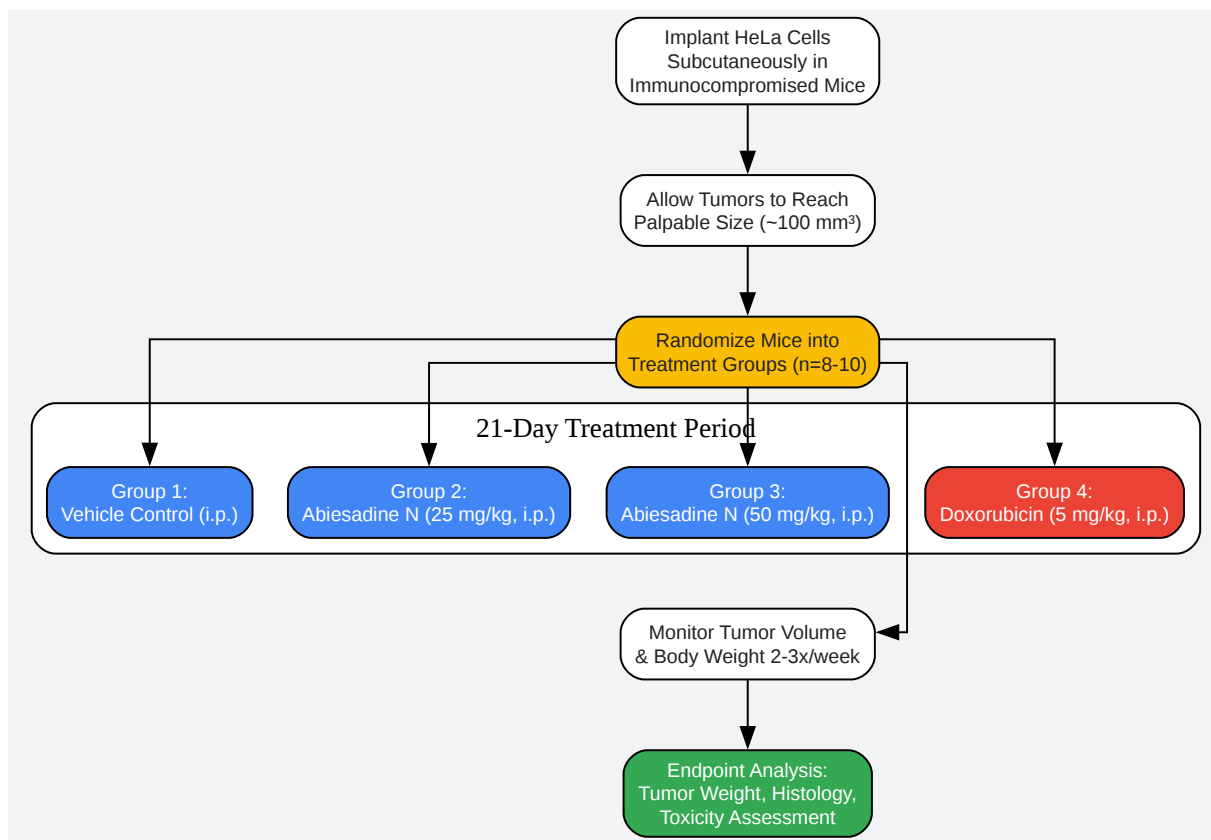 Implant HeLa Cells
Subcutaneously in
Immunocompromised Mice
Allow Tumors to Reach
Palpable Size (~100 mm³)
Randomize Mice into
Treatment Groups (n=8-10)
21-Day Treatment Period
Group 1:
Vehicle Control (i.p.)
Group 2:
Abiesadine N (25 mg/kg, i.p.)
Group 3:
Abiesadine N (50 mg/kg, i.p.)
Group 4:
Doxorubicin (5 mg/kg, i.p.)
Monitor Tumor Volume
& Body Weight 2-3x/week
Endpoint Analysis:
Tumor Weight, Histology,
Toxicity Assessment